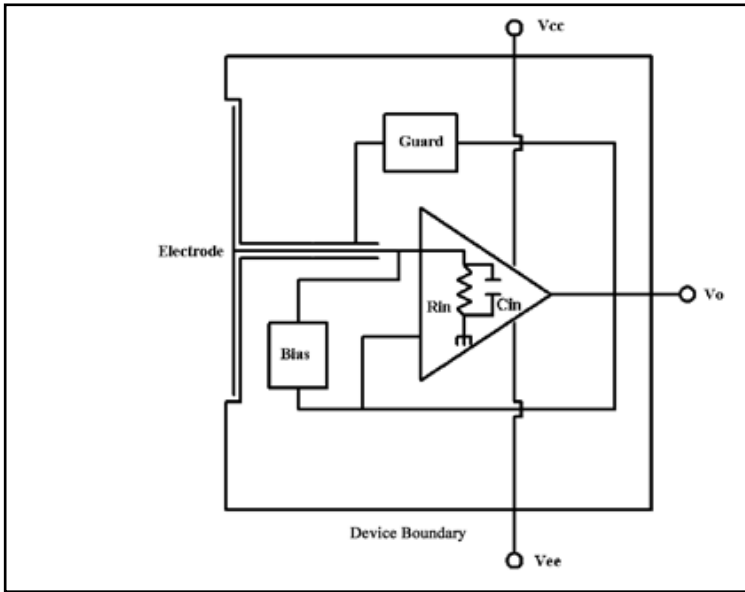 Vcc
Guard
Electrode
Rin
Cin
Vo
Bias
Device Boundary
Vee